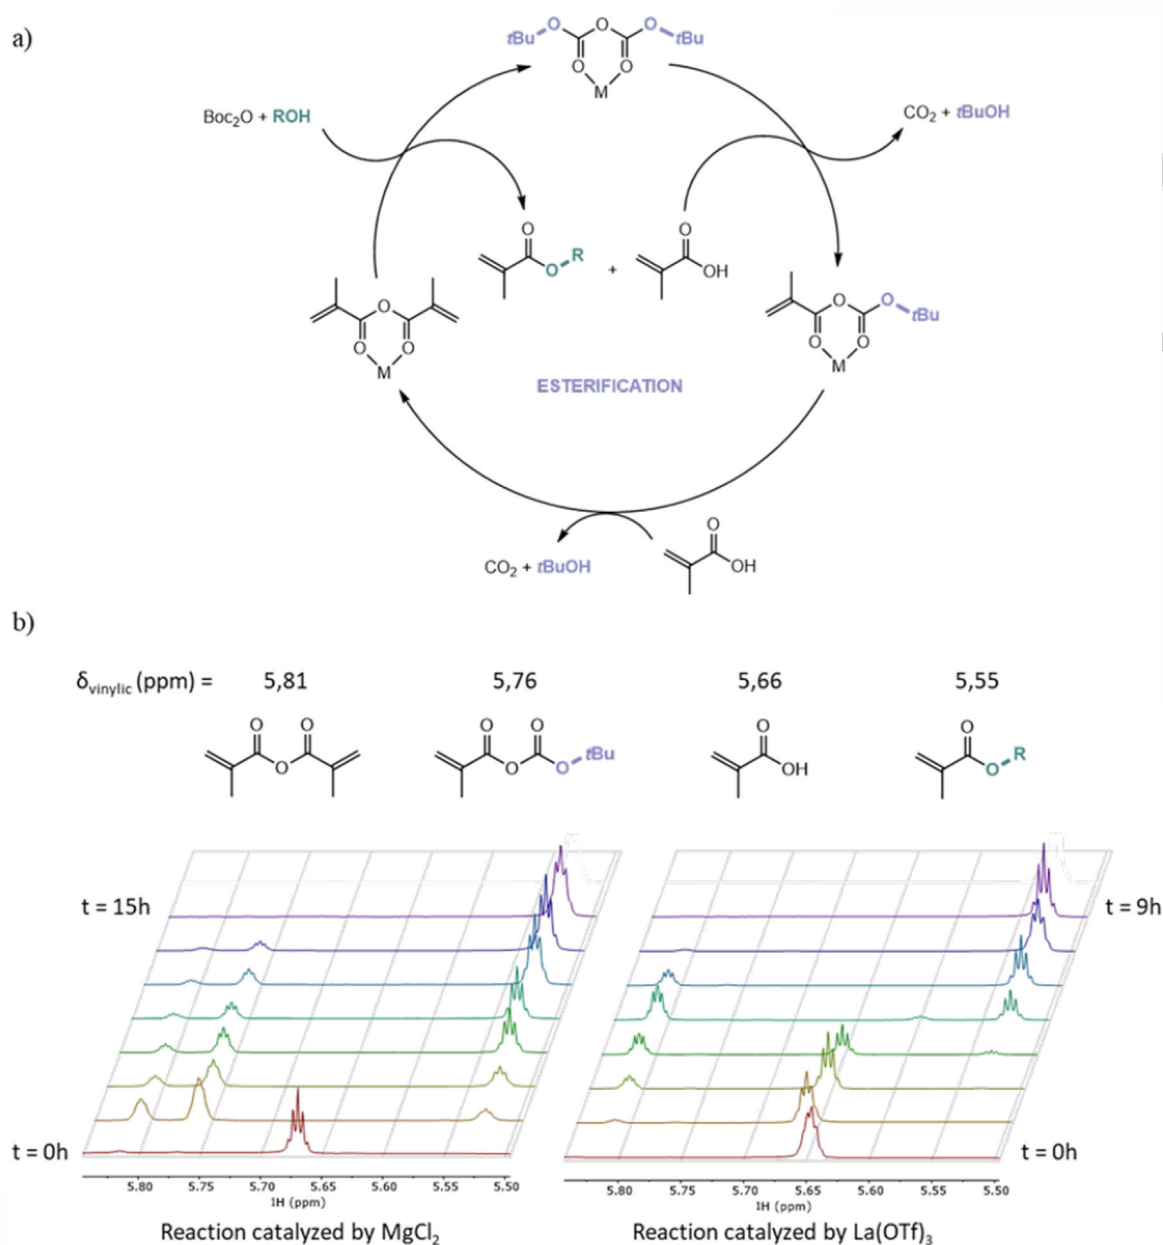 a)
tBu O O O tBu
O O
M
Boc₂O + ROH
CO₂ + tBuOH
O O
O R + OH
O O O tBu
O O
M
O
O O
M
ESTERIFICATION
CO₂ + tBuOH
O
OH
b)
δvinylic (ppm) = 5,81 5,76 5,66 5,55
O O O O O O
O O O tBu OH O R
t = 15h
t = 9h
t = 0h
t = 0h
5.80 5.75 5.70 5.65 5.60 5.55 5.50
1H (ppm)
5.80 5.75 5.70 5.65 5.60 5.55 5.50
1H (ppm)
Reaction catalyzed by MgCl₂
Reaction catalyzed by La(OTf)₃